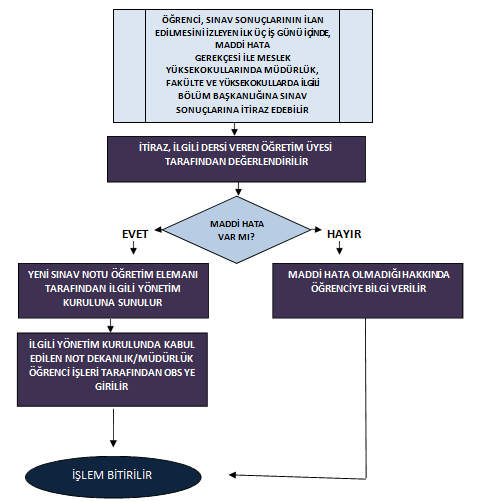 ÖĞRENCİ, SINAV SONUÇLARININ İLAN
EDİLMESİNİ İZLEYEN İLK ÜÇ İŞ GÜNÜ İÇİNDE,
MADDİ HATA
GEREKÇESİ İLE MESLEK
YÜKSEKOKULLARINDA MÜDÜRLÜK,
FAKÜLTE VE YÜKSEKOKULLARDA İLGİLİ
BÖLÜM BAŞKANLIĞINA SINAV
SONUÇLARINA İTİRAZ EDEBİLİR
İTİRAZ, İLGİLİ DERSİ VEREN ÖĞRETİM ÜYESİ
TARAFINDAN DEĞERLENDİRİLİR
MADDİ HATA
VAR MI?
EVET
HAYIR
YENİ SINAV NOTU ÖĞRETİM ELEMANI
TARAFINDAN İLGİLİ YÖNETİM
KURULUNA SUNULUR
MADDİ HATA OLMADIĞI HAKKINDA
ÖĞRENCİYE BİLGİ VERİLİR
İLGİLİ YÖNETİM KURULUNDA KABUL
EDİLEN NOT DEKANLIK/MÜDÜRLÜK
ÖĞRENCİ İŞLERİ TARAFINDAN OBS YE
GİRİLİR
İŞLEM BİTİRİLİR